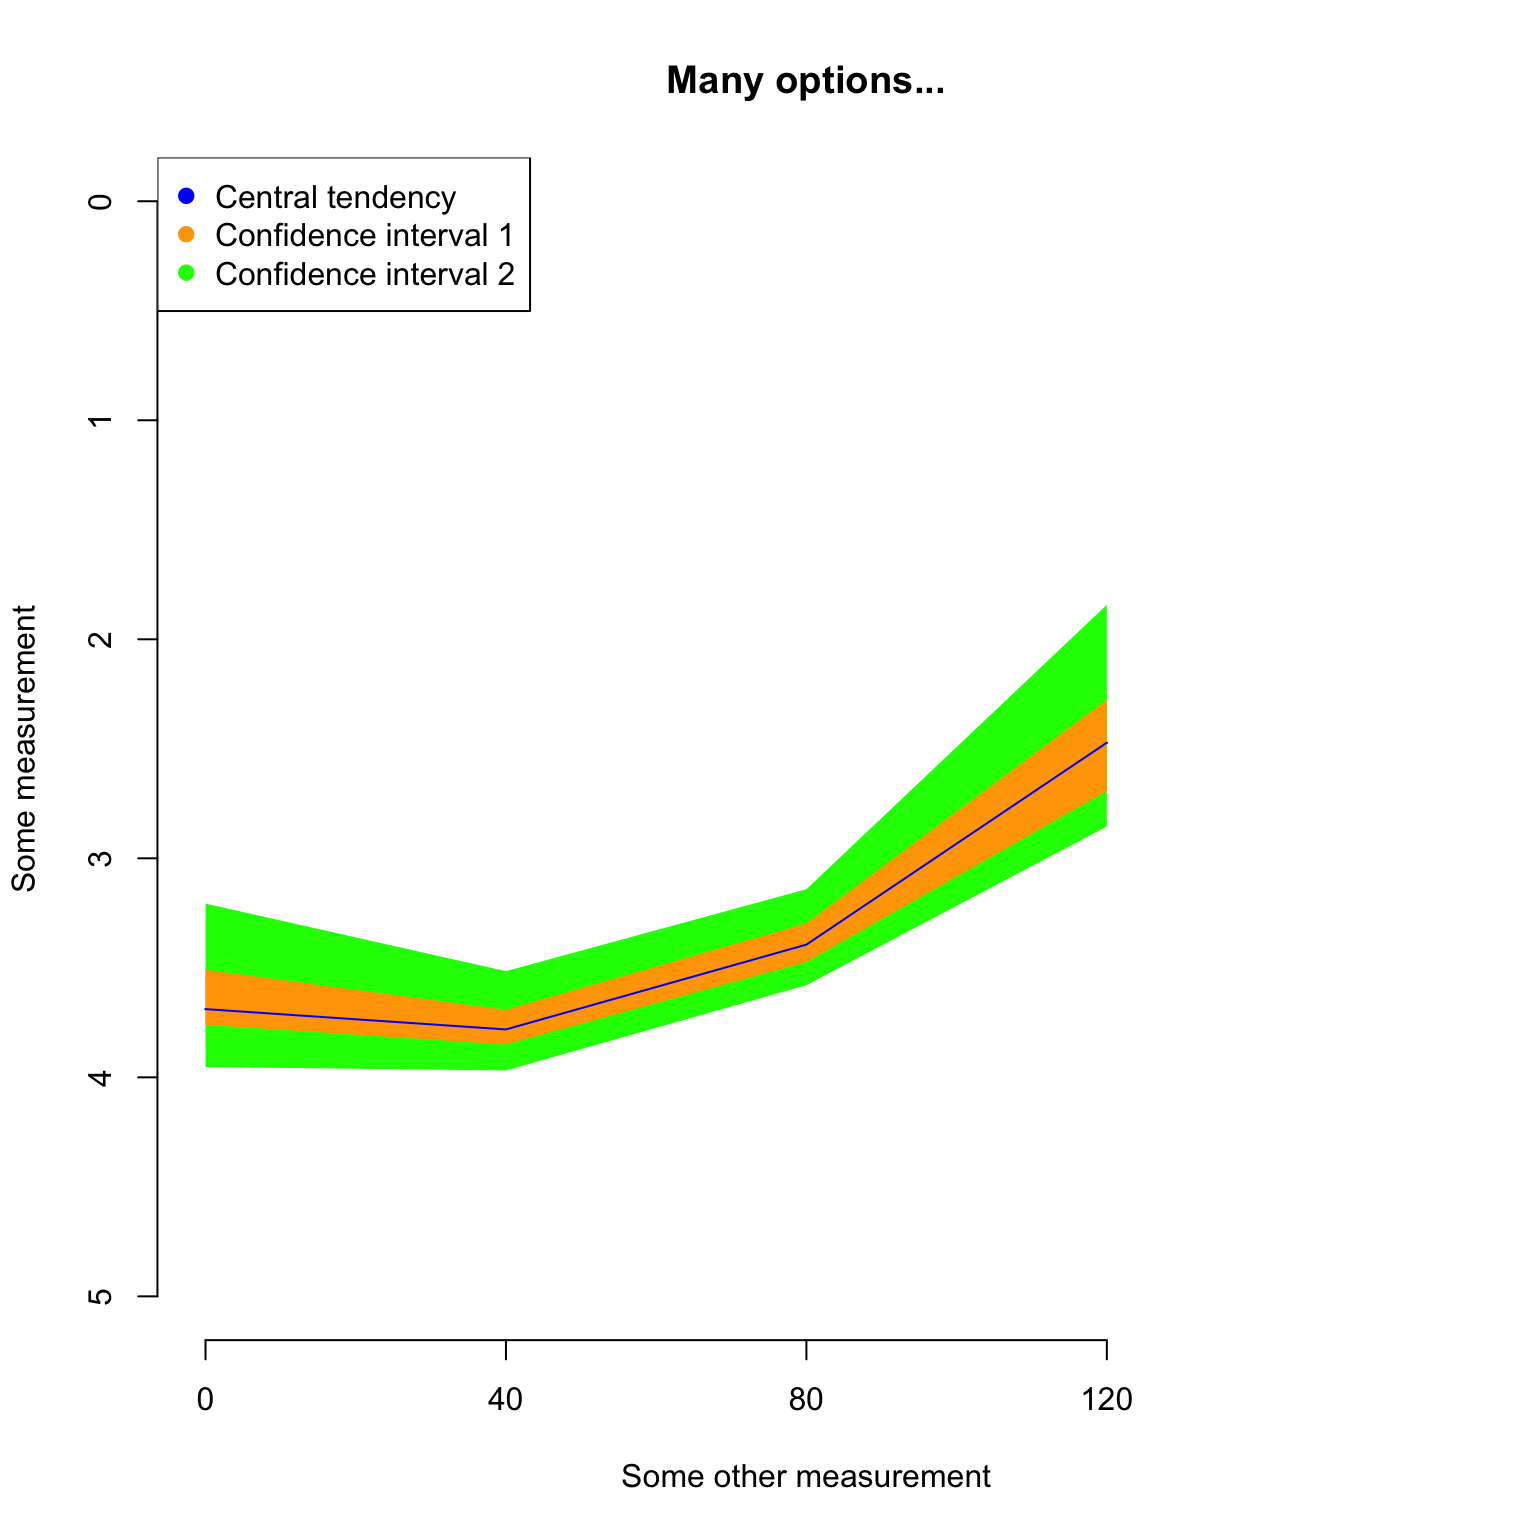 Many options...
Central tendency
Confidence interval 1
Confidence interval 2
0
1
2
3
4
5
Some measurement
0 40 80 120
Some other measurement